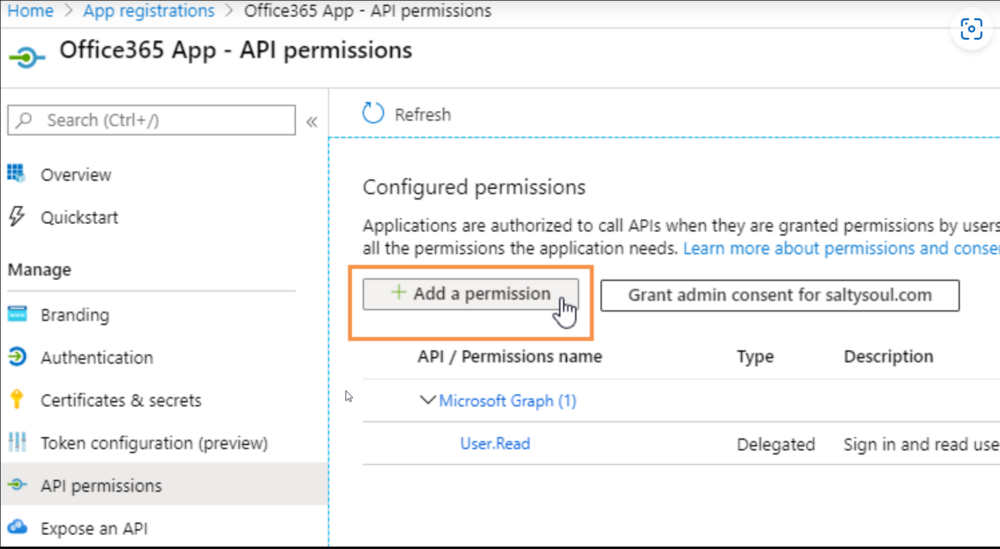 Home > App registrations > Office365 App - API permissions
Office365 App - API permissions
Search (Ctrl+/) «
Overview
Quickstart
Manage
Branding
Authentication
Certificates & secrets
Token configuration (preview)
API permissions
Expose an API
Refresh
Configured permissions
Applications are authorized to call APIs when they are granted permissions by users
all the permissions the application needs. Learn more about permissions and conse
+ Add a permission
Grant admin consent for saltysoul.com
API / Permissions name Type Description
Microsoft Graph (1)
User.Read Delegated Sign in and read use